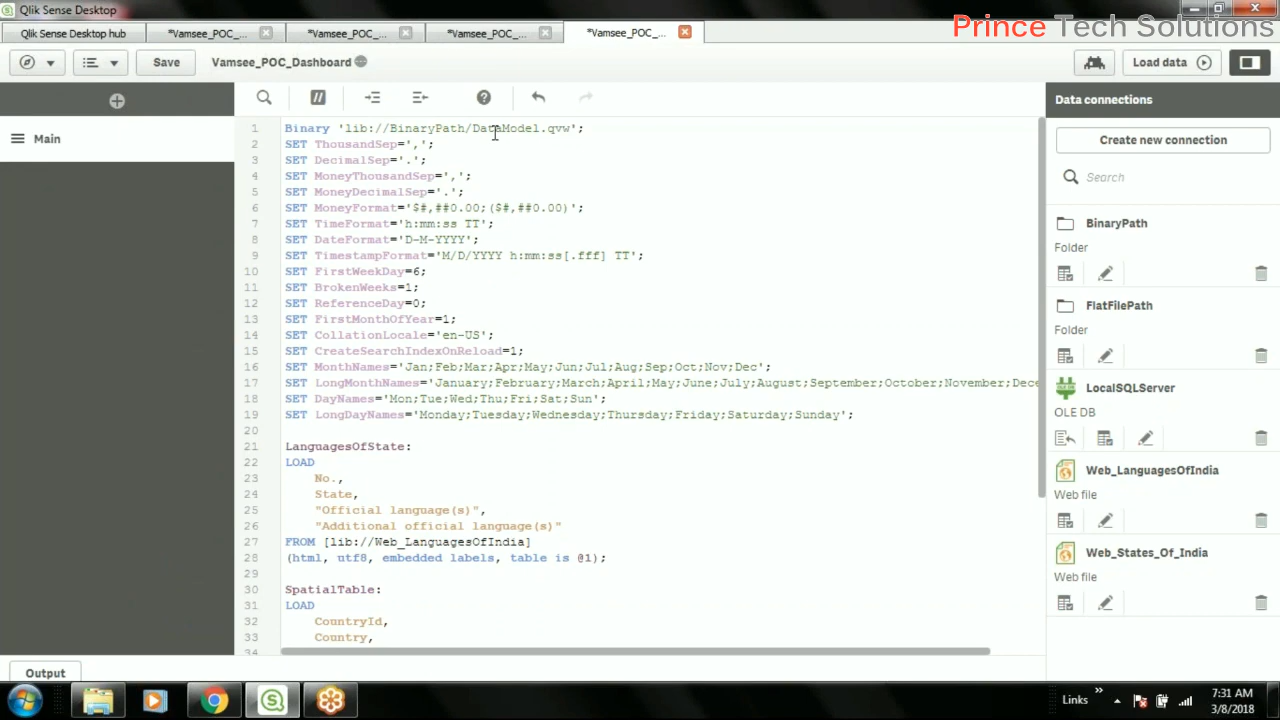 Qlik Sense Desktop
Prince Tech Solutions
Qlik Sense Desktop hub
*Vamsee_POC_...
*Vamsee_POC_...
*Vamsee_POC_...
*Vamsee_POC_...
Save
Vamsee_POC_Dashboard
Load data
Data connections
Main
1 Binary 'lib://BinaryPath/DataModel.qvw';
2 SET ThousandSep=',';
3 SET DecimalSep='.';
4 SET MoneyThousandSep=',';
5 SET MoneyDecimalSep='.';
6 SET MoneyFormat='$#,##0.00;($#,##0.00)';
7 SET TimeFormat='h:mm:ss TT';
8 SET DateFormat='D-M-YYYY';
9 SET TimestampFormat='M/D/YYYY h:mm:ss[.fff] TT';
10 SET FirstWeekDay=6;
11 SET BrokenWeeks=1;
12 SET ReferenceDay=0;
13 SET FirstMonthOfYear=1;
14 SET CollationLocale='en-US';
15 SET CreateSearchIndexOnReload=1;
16 SET MonthNames='Jan;Feb;Mar;Apr;May;Jun;Jul;Aug;Sep;Oct;Nov;Dec';
17 SET LongMonthNames='January;February;March;April;May;June;July;August;September;October;November;Dece
18 SET DayNames='Mon;Tue;Wed;Thu;Fri;Sat;Sun';
19 SET LongDayNames='Monday;Tuesday;Wednesday;Thursday;Friday;Saturday;Sunday';
20
21 LanguagesOfState:
22 LOAD
23 No.,
24 State,
25 "Official language(s)",
26 "Additional official language(s)"
27 FROM [lib://Web_LanguagesOfIndia]
28 (html, utf8, embedded labels, table is @1);
29
30 SpatialTable:
31 LOAD
32 CountryId,
33 Country,
34
Create new connection
Search
BinaryPath
Folder
FlatFilePath
Folder
LocalSQLServer
OLE DB
Web_LanguagesOfIndia
Web file
Web_States_Of_India
Web file
Output
Links
7:31 AM
3/8/2018